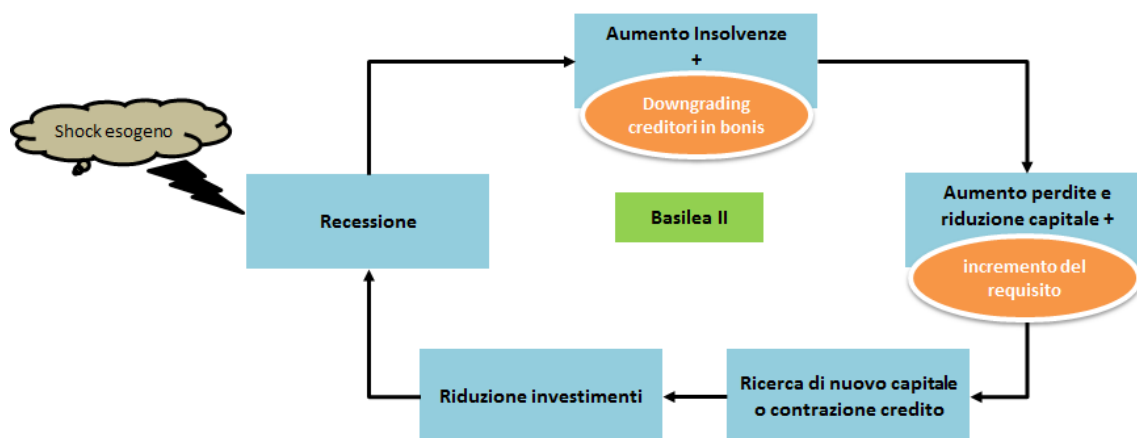 Aumento Insolvenze
+
Downgrading
creditori in bonis
Shock esogeno
Recessione
Basilea II
Aumento perdite e
riduzione capitale +
incremento del
requisito
Riduzione investimenti
Ricerca di nuovo capitale
o contrazione credito